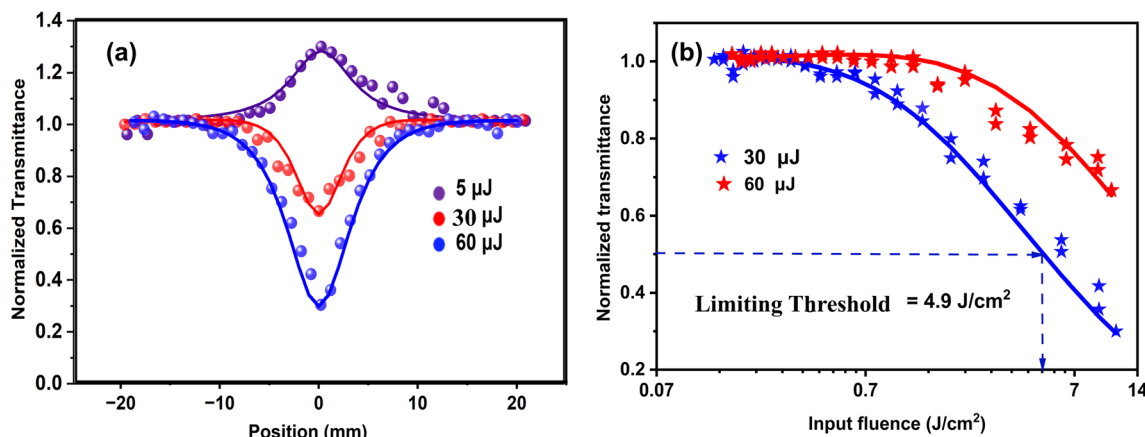 (a)
Normalized Transmittance
1.4
1.2
1.0
0.8
0.6
0.4
0.2
0.0
5 µJ
30 µJ
60 µJ
−20
−10
0
10
20
Position (mm)
(b)
Normalized transmittance
1.0
0.8
0.6
0.4
0.2
30 µJ
60 µJ
Limiting Threshold = 4.9 J/cm²
0.07
0.7
7
14
Input fluence (J/cm²)